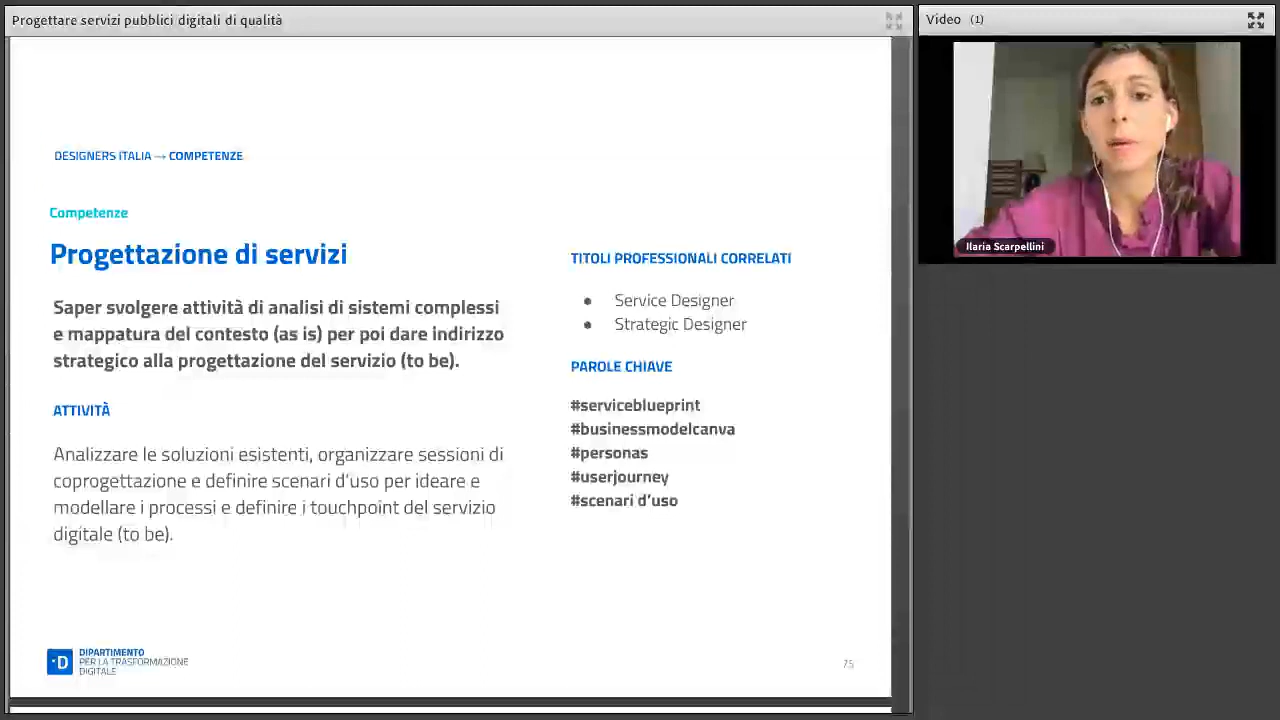 Progettare servizi pubblici digitali di qualità
Video (1)
Ilaria Scarpellini
DESIGNERS ITALIA → COMPETENZE
Competenze
Progettazione di servizi
Saper svolgere attività di analisi di sistemi complessi
e mappatura del contesto (as is) per poi dare indirizzo
strategico alla progettazione del servizio (to be).
ATTIVITÀ
Analizzare le soluzioni esistenti, organizzare sessioni di
coprogettazione e definire scenari d'uso per ideare e
modellare i processi e definire i touchpoint del servizio
digitale (to be).
TITOLI PROFESSIONALI CORRELATI
● Service Designer
● Strategic Designer
PAROLE CHIAVE
#serviceblueprint
#businessmodelcanva
#personas
#userjourney
#scenari d'uso
·D
DIPARTIMENTO
PER LA TRASFORMAZIONE
DIGITALE
75